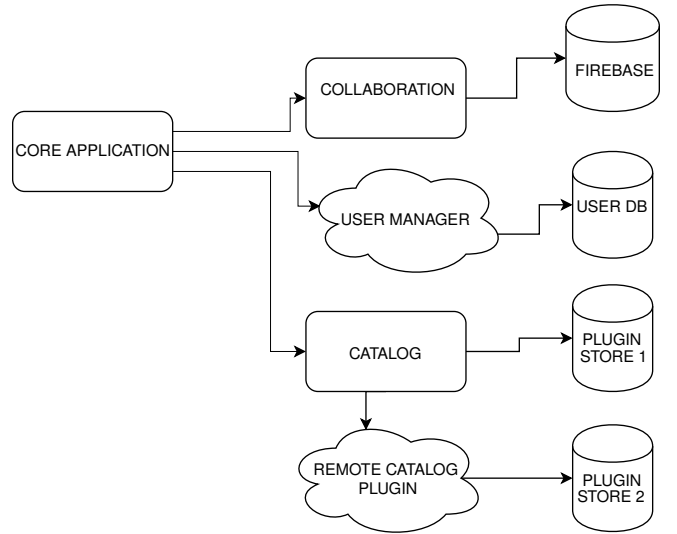 COLLABORATION
FIREBASE
CORE APPLICATION
USER MANAGER
USER DB
CATALOG
PLUGIN
STORE 1
REMOTE CATALOG
PLUGIN
PLUGIN
STORE 2